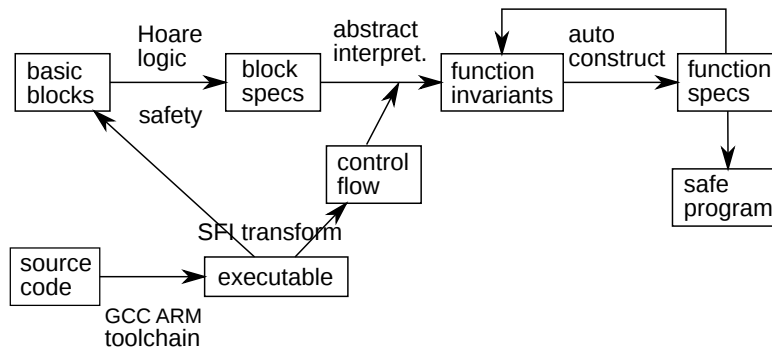 Hoare
logic
abstract
interpret.
auto
construct
basic
blocks
block
specs
function
invariants
function
specs
safety
control
flow
safe
program
SFI transform
source
code
executable
GCC ARM
toolchain